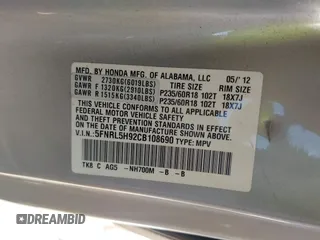 MFD. BY HONDA MFG. OF ALABAMA, LLC 05/'12
GVWR 2730KG(6019LBS) TIRE SIZE RIM SIZE
GAWR F 1320KG(2910LBS) P235/60R18 102T 18X7J
GAWR R 1515KG(3340LBS) P235/60R18 102T 18X7J
THIS VEHICLE CONFORMS TO ALL APPLICABLE
FEDERAL MOTOR VEHICLE SAFETY AND THEFT PREVENTION
STANDARDS IN EFFECT ON THE DATE OF MANUFACTURE SHOWN ABOVE.
V.I.N.: 5FNRL5H92CB108690 TYPE: MPV
TK8 C AG5 -NH700M -B -B
DEALER AUCTION HISTORY